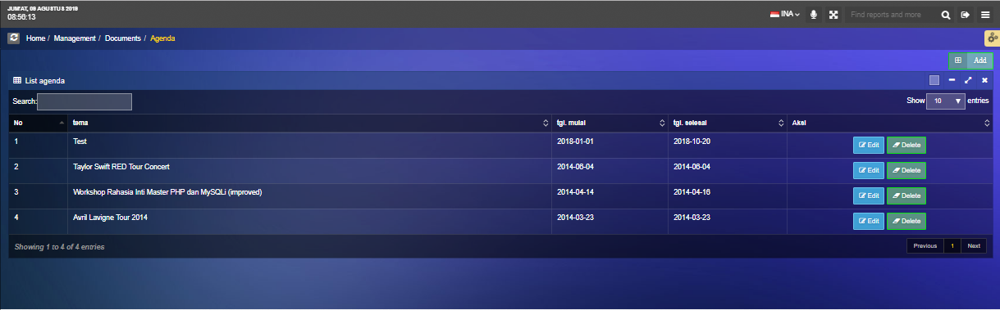 JUM'AT, 09 AGUSTUS 2019
08:56:13
INA
Find reports and more
Home / Management / Documents / Agenda
Add
List agenda
Search:
Show 10 entries
No tema tgl. mulai tgl. selesai Aksi
1 Test 2018-01-01 2018-10-20 Edit Delete
2 Taylor Swift RED Tour Concert 2014-06-04 2014-06-04 Edit Delete
3 Workshop Rahasia Inti Master PHP dan MySQLi (improved) 2014-04-14 2014-04-16 Edit Delete
4 Avril Lavigne Tour 2014 2014-03-23 2014-03-23 Edit Delete
Showing 1 to 4 of 4 entries
Previous 1 Next